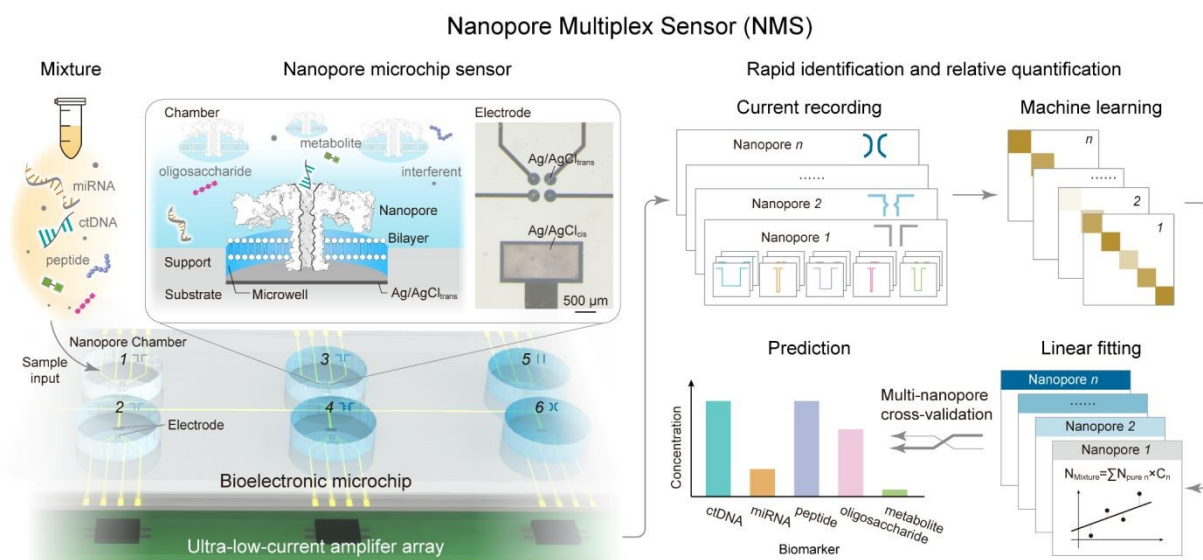 Nanopore Multiplex Sensor (NMS)
Mixture
miRNA
ctDNA
peptide
Nanopore microchip sensor
Chamber
metabolite
oligosaccharide
interferent
Nanopore
Bilayer
Support
Substrate
Microwell
Ag/AgCltrans
Electrode
Ag/AgCltrans
Ag/AgClcis
500 μm
Nanopore Chamber
Sample
input
1
2
3
4
5
6
Electrode
Bioelectronic microchip
Ultra-low-current amplifer array
Rapid identification and relative quantification
Current recording
Nanopore n
......
Nanopore 2
Nanopore 1
Machine learning
n
......
2
1
Prediction
Concentration
ctDNA
miRNA
peptide
oligosaccharide
metabolite
Biomarker
Multi-nanopore
cross-validation
Linear fitting
Nanopore n
......
Nanopore 2
Nanopore 1
NMixture=∑Npure n×Cn